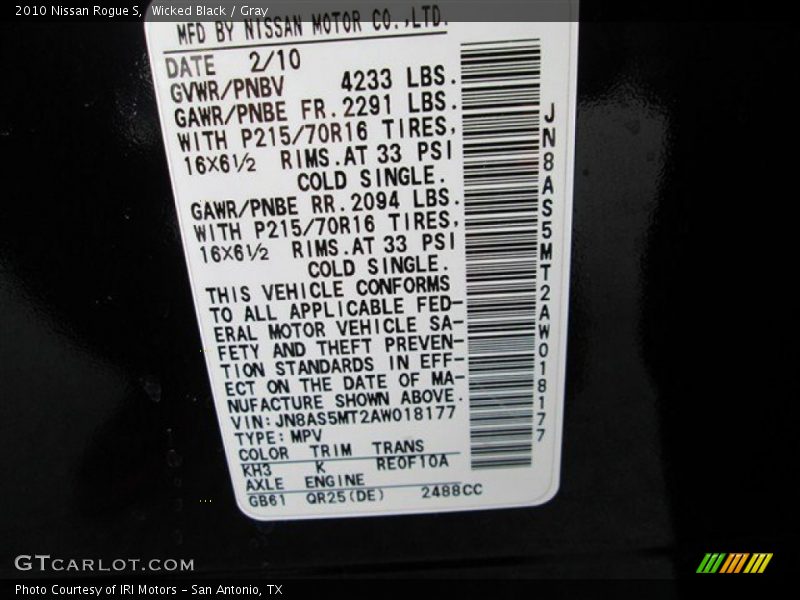 2010 Nissan Rogue S, Wicked Black / Gray
MFD BY NISSAN MOTOR CO.,LTD.
DATE 2/10
GVWR/PNBV 4233 LBS.
GAWR/PNBE FR.2291 LBS.
WITH P215/70R16 TIRES,
16X6½ RIMS.AT 33 PSI
COLD SINGLE.
GAWR/PNBE RR.2094 LBS.
WITH P215/70R16 TIRES,
16X6½ RIMS.AT 33 PSI
COLD SINGLE.
THIS VEHICLE CONFORMS
TO ALL APPLICABLE FED-
ERAL MOTOR VEHICLE SA-
FETY AND THEFT PREVEN-
TION STANDARDS IN EFF-
ECT ON THE DATE OF MA-
NUFACTURE SHOWN ABOVE.
VIN:JN8AS5MT2AW018177
TYPE:MPV
COLOR TRIM TRANS
KH3 K RE0F10A
AXLE ENGINE
GB61 QR25(DE) 2488CC
JN8AS5MT2AW018177
GTCARLOT.COM
Photo Courtesy of IRI Motors - San Antonio, TX